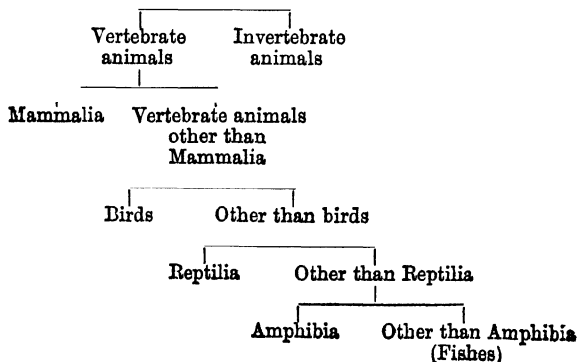 Vertebrate Invertebrate
animals animals
Mammalia Vertebrate animals
other than
Mammalia
Birds Other than birds
Reptilia Other than Reptilia
Amphibia Other than Amphibia
(Fishes)